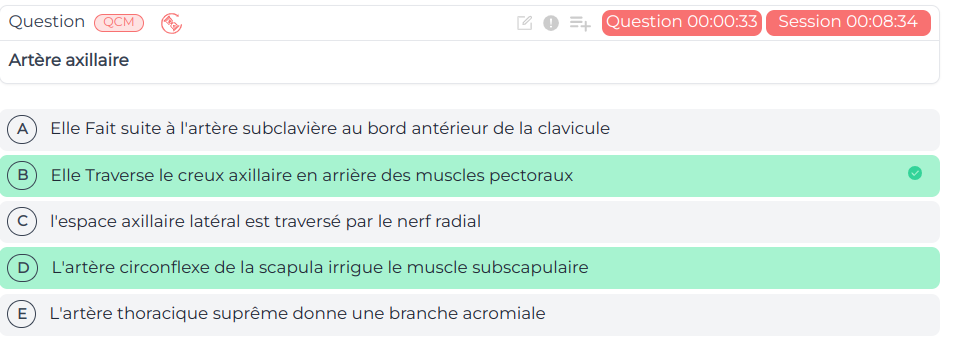 Question QCM Question 00:00:33 Session 00:08:34
Artère axillaire
A Elle Fait suite à l'artère subclavière au bord antérieur de la clavicule
B Elle Traverse le creux axillaire en arrière des muscles pectoraux
C l'espace axillaire latéral est traversé par le nerf radial
D L'artère circonflexe de la scapula irrigue le muscle subscapulaire
E L'artère thoracique suprême donne une branche acromiale